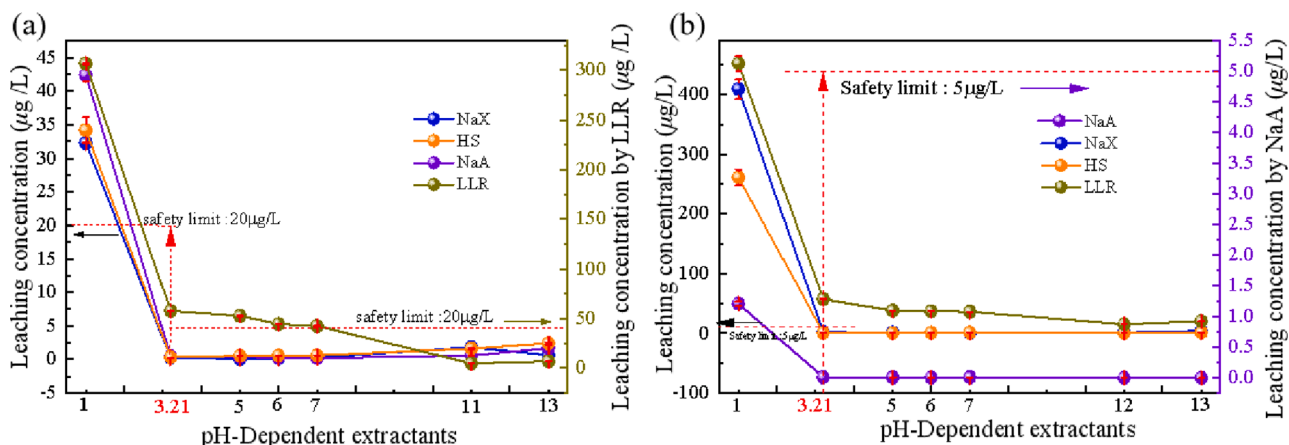 (a)
Leaching concentration (μg /L)
45
40
35
30
25
20
15
10
5
0
-5
NaX
HS
NaA
LLR
safety limit : 20μg/L
safety limit :20μg/L
300
250
200
150
100
50
0
Leaching concentration by LLR (μg /L)
1
3.21
5
6
7
11
13
pH-Dependent extractants
(b)
Leaching concentration (μg/L)
400
300
200
100
0
-100
Safety limit : 5μg/L
NaA
NaX
HS
LLR
5.5
5.0
4.5
4.0
3.5
3.0
2.5
2.0
1.5
1.0
0.5
0.0
Leaching concentration by NaA (μg/L)
1
3.21
5
6
7
12
13
pH-Dependent extractants